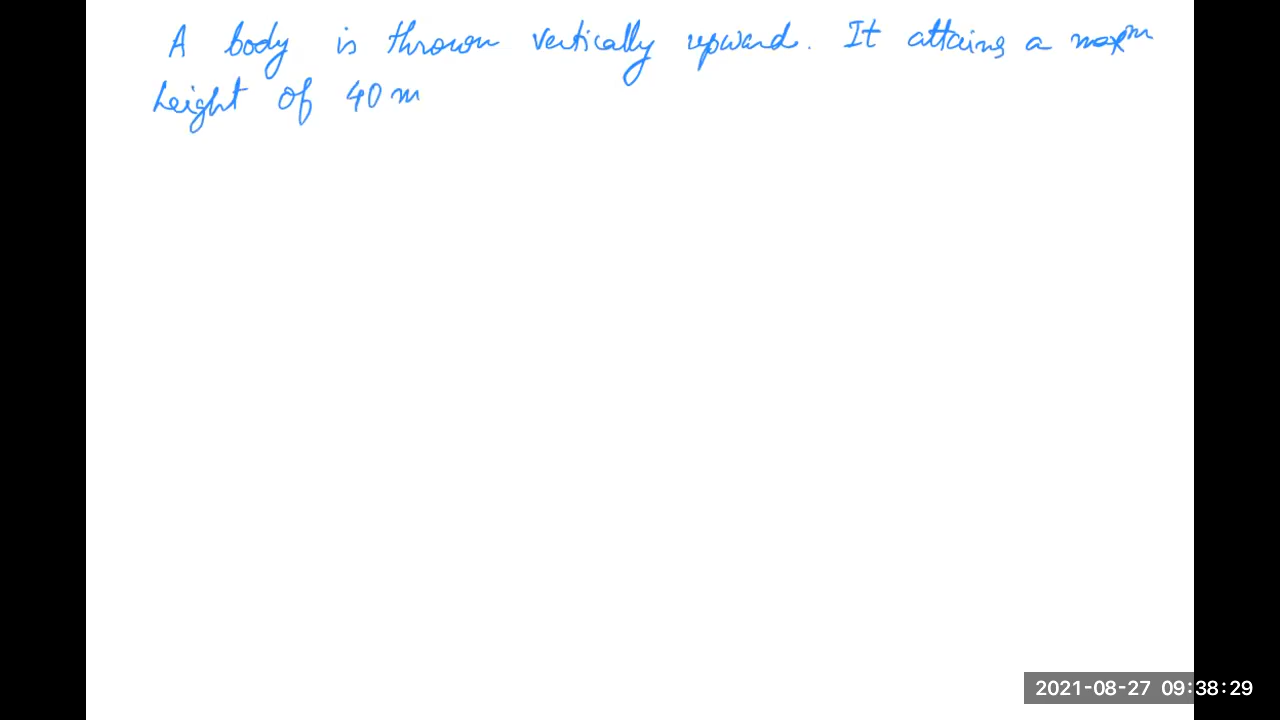 A body is thrown vertically upward. It attains a maxᵐ
height of 40 m
2021-08-27 09:38:29